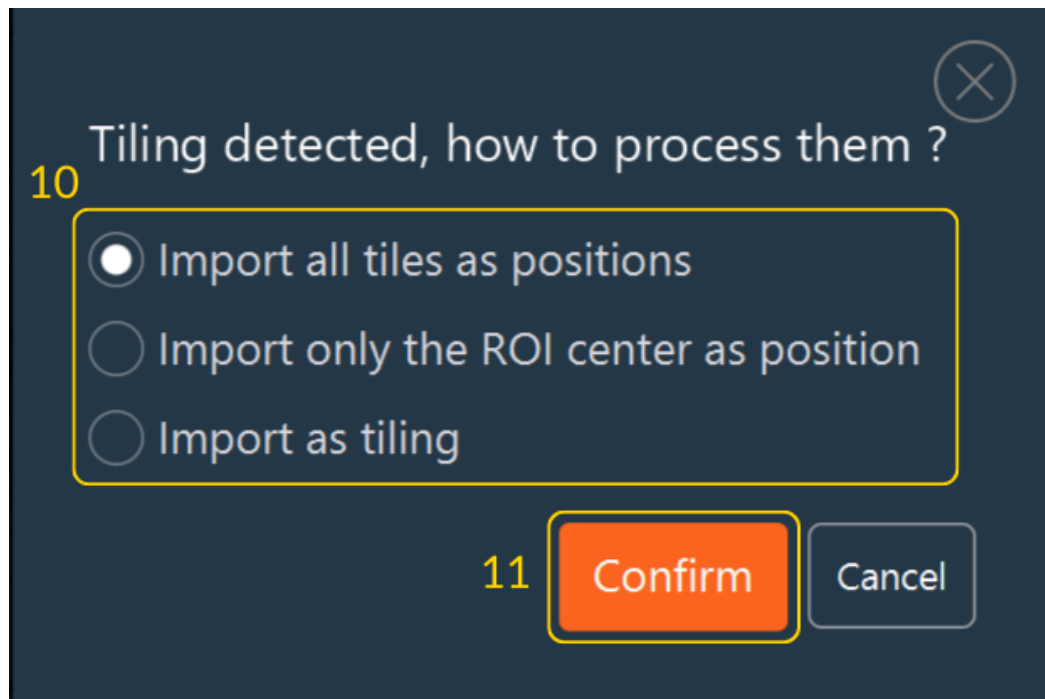 Tiling detected, how to process them ?
10
Import all tiles as positions
Import only the ROI center as position
Import as tiling
11 Confirm Cancel